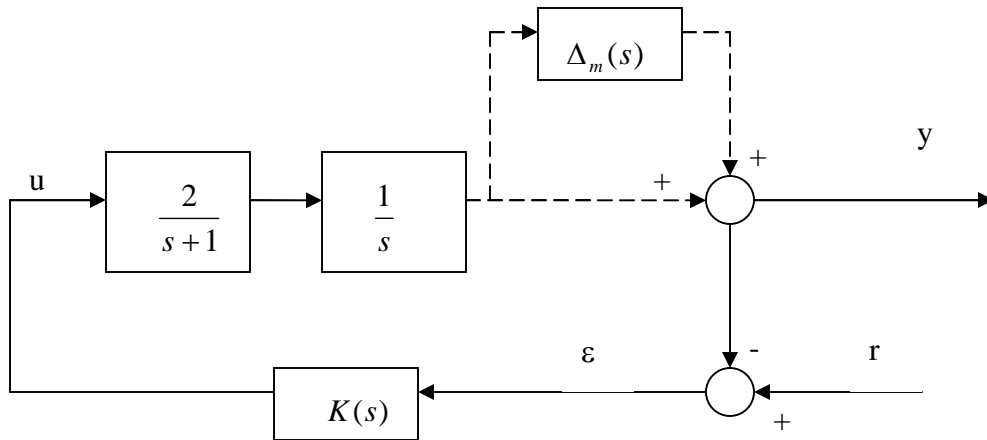 Δ_m(s)
y
+
u
2
s + 1
1
s
+
ε
-
r
K(s)
+